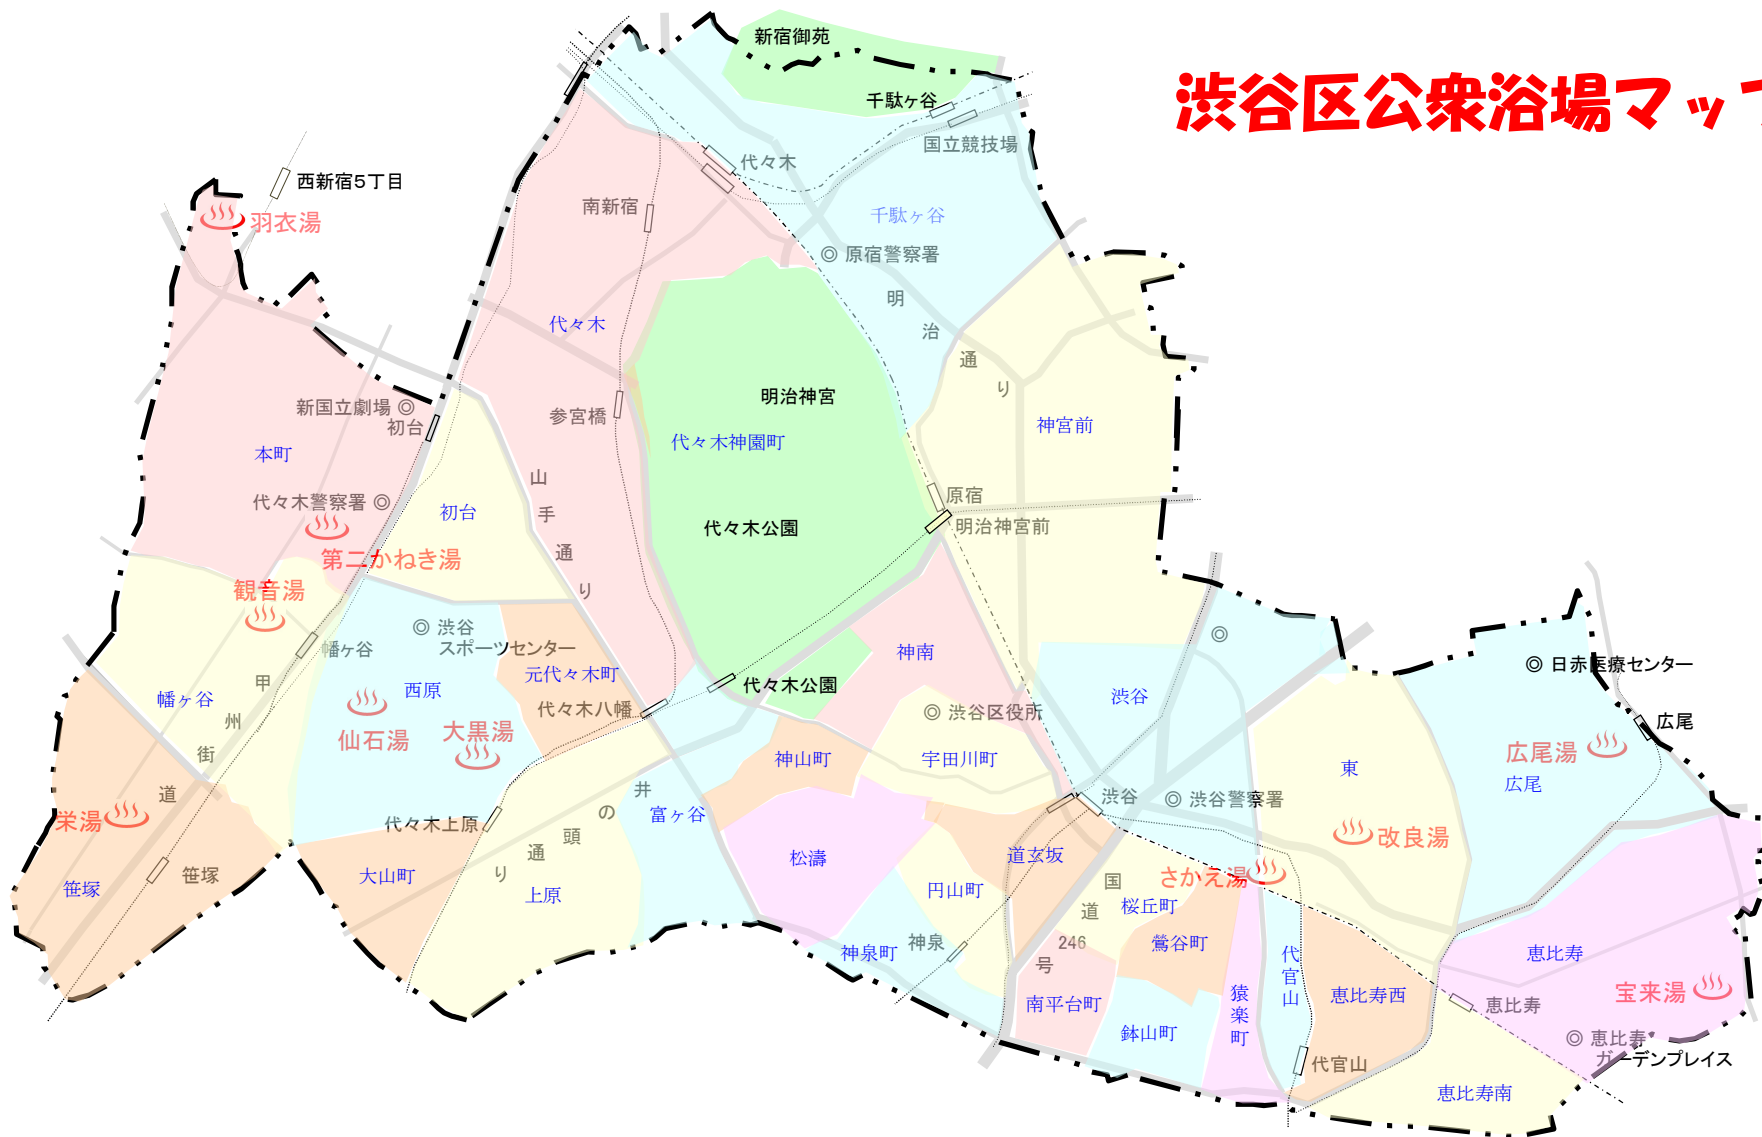 渋谷区公衆浴場マップ
新宿御苑
千駄ヶ谷
国立競技場
代々木
西新宿5丁目
南新宿
千駄ヶ谷
羽衣湯
◎ 原宿警察署
明治通り
代々木
明治神宮
新国立劇場 ◎
初台
参宮橋
神宮前
代々木神園町
本町
山手通り
代々木警察署 ◎
初台
原宿
代々木公園
明治神宮前
第二かねき湯
観音湯
◎ 渋谷
スポーツセンター
◎
幡ヶ谷
神南
元代々木町
◎ 日赤医療センター
西原
代々木公園
甲州街道
幡ヶ谷
渋谷
代々木八幡
◎ 渋谷区役所
広尾
仙石湯
大黒湯
神山町
宇田川町
東
広尾湯
広尾
渋谷
◎ 渋谷警察署
井の頭通り
富ヶ谷
栄湯
代々木上原
改良湯
松濤
道玄坂
笹塚
笹塚
大山町
上原
円山町
国道246号
さかえ湯
桜丘町
神泉
神泉町
鶯谷町
代官山
恵比寿
南平台町
猿楽町
恵比寿西
宝来湯
恵比寿
鉢山町
◎ 恵比寿
ガーデンプレイス
代官山
恵比寿南